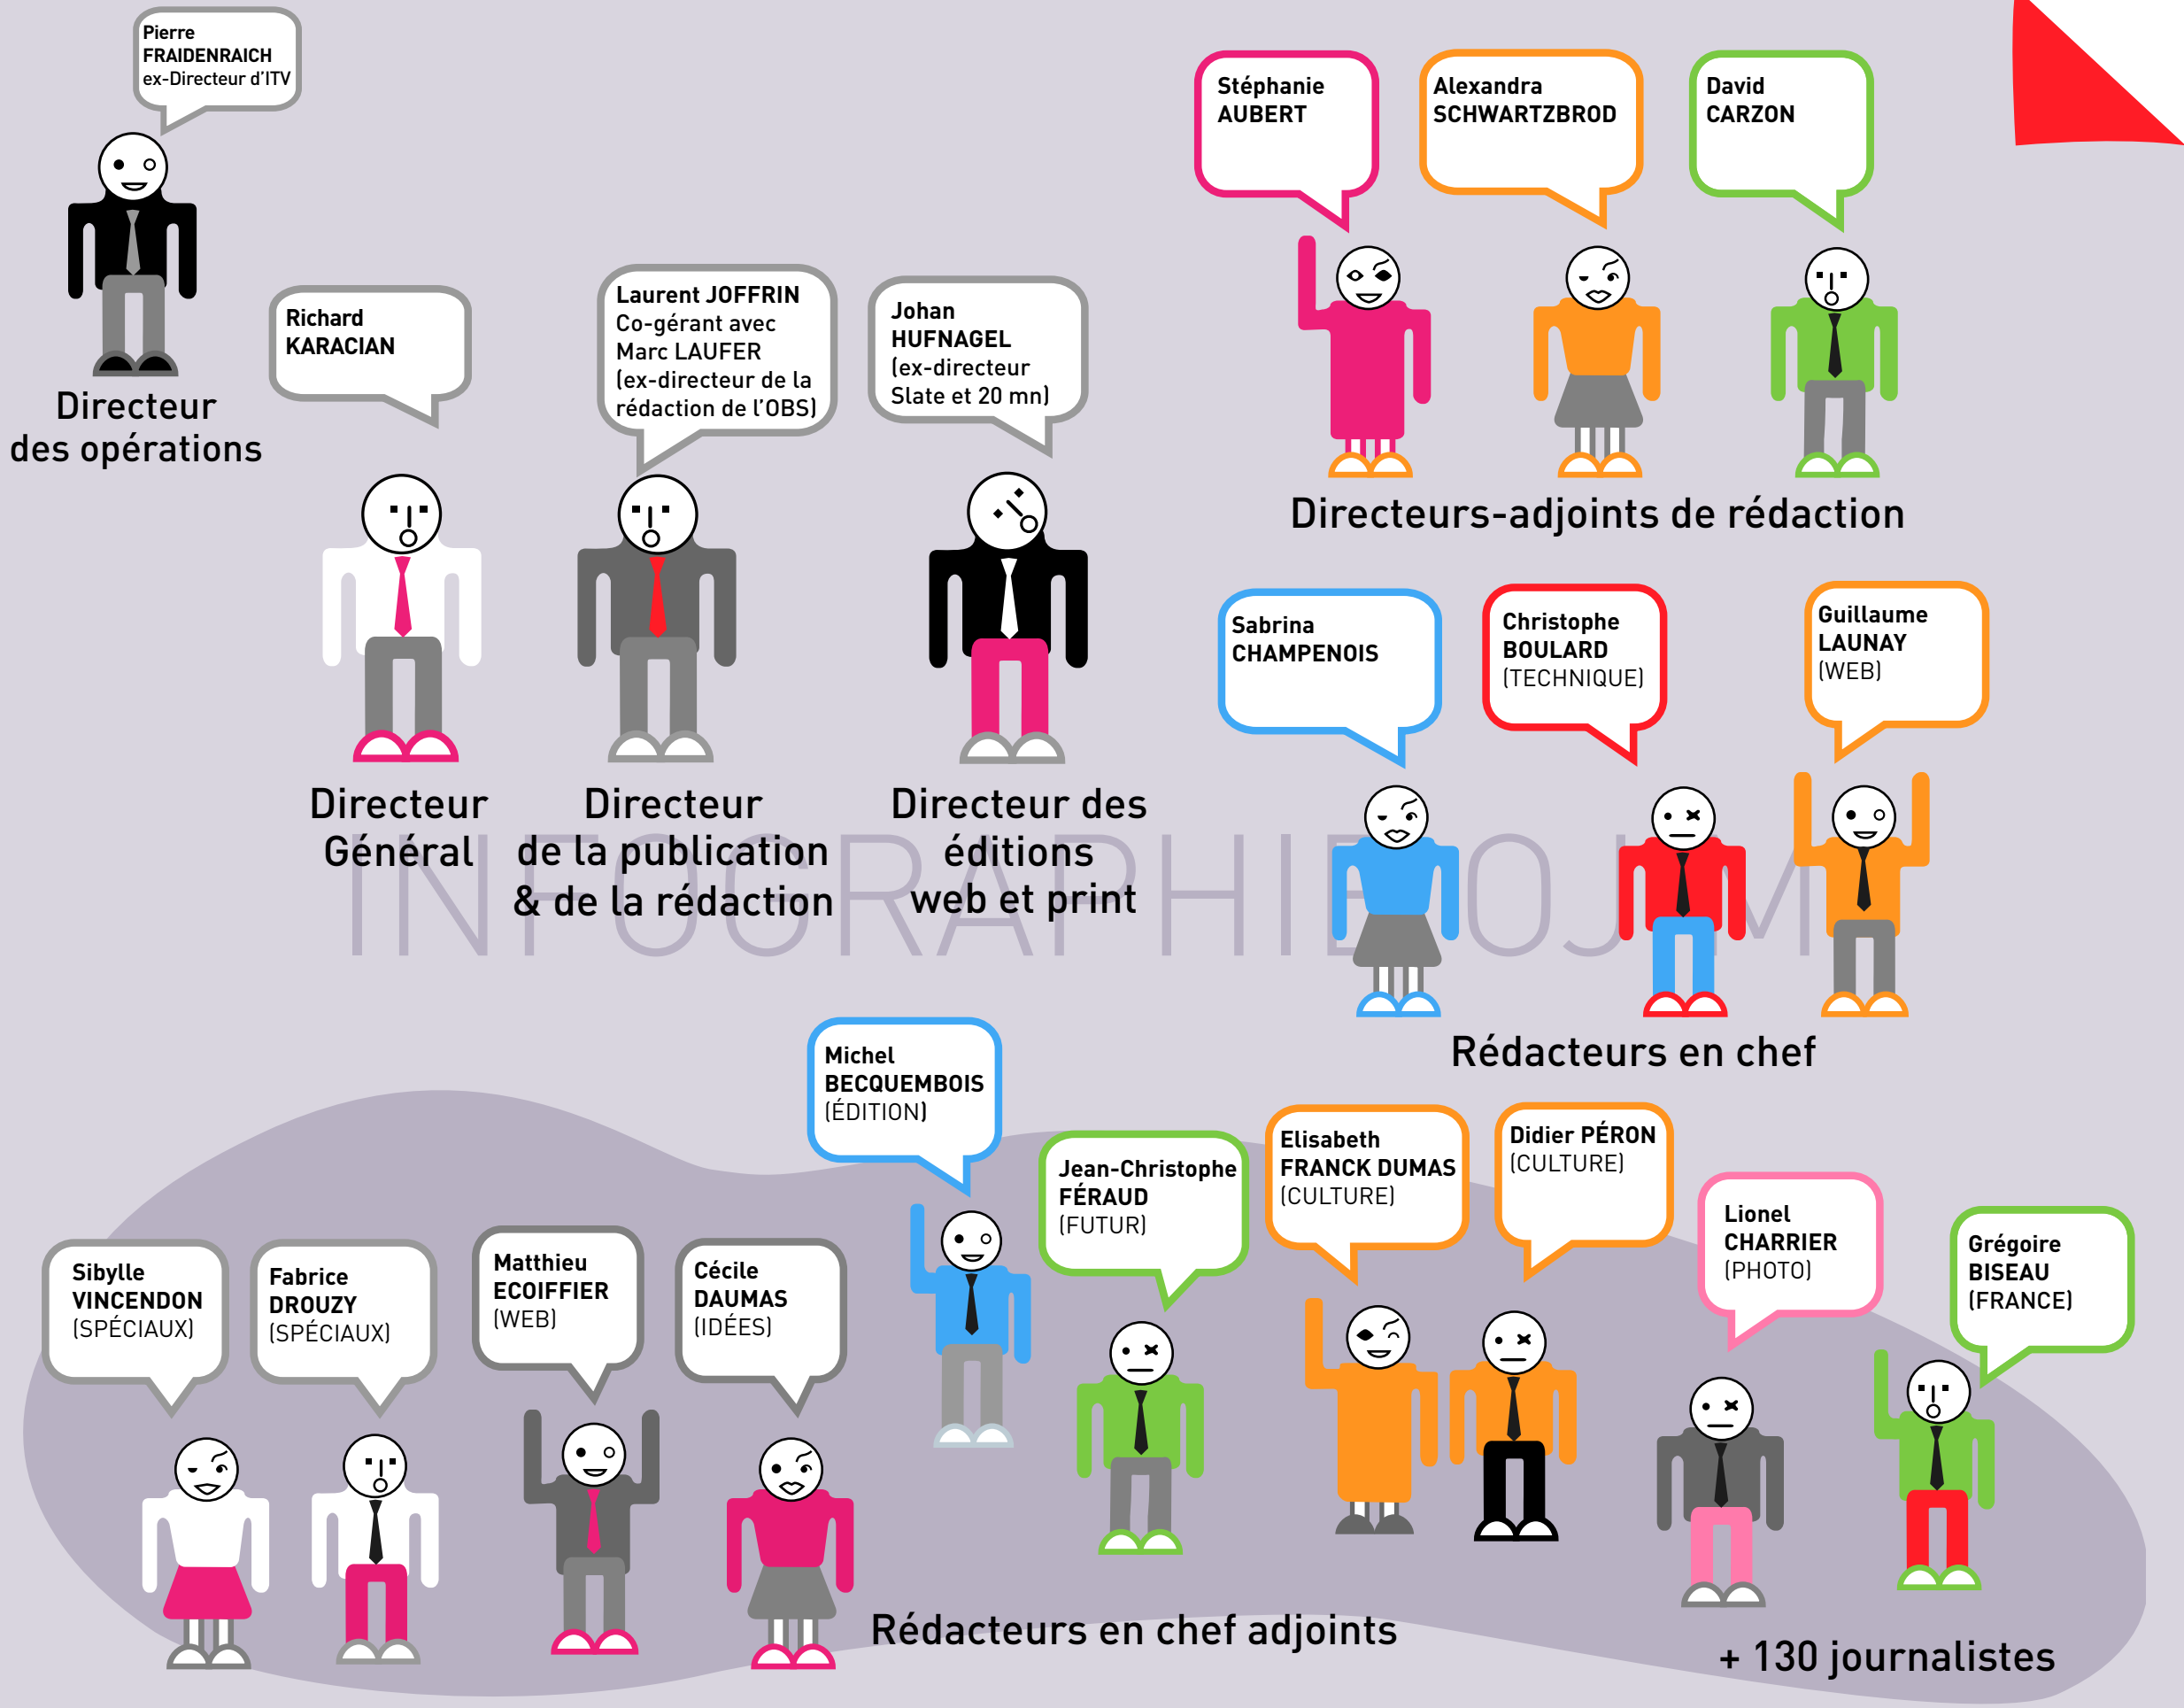 Pierre
FRAIDENRAICH
ex-Directeur d'ITV
Directeur
des opérations
Richard
KARACIAN
Directeur
Général
Laurent JOFFRIN
Co-gérant avec
Marc LAUFER
(ex-directeur de la
rédaction de l'OBS)
Directeur
de la publication
& de la rédaction
Johan
HUFNAGEL
(ex-directeur
Slate et 20 mn)
Directeur des
éditions
web et print
Stéphanie
AUBERT
Alexandra
SCHWARTZBROD
David
CARZON
Directeurs-adjoints de rédaction
Sabrina
CHAMPENOIS
Christophe
BOULARD
(TECHNIQUE)
Guillaume
LAUNAY
(WEB)
Rédacteurs en chef
INFOGRAPHIE OJIM
Sibylle
VINCENDON
(SPÉCIAUX)
Fabrice
DROUZY
(SPÉCIAUX)
Matthieu
ECOIFFIER
(WEB)
Cécile
DAUMAS
(IDÉES)
Michel
BECQUEMBOIS
(ÉDITION)
Jean-Christophe
FÉRAUD
(FUTUR)
Elisabeth
FRANCK DUMAS
(CULTURE)
Didier PÉRON
(CULTURE)
Lionel
CHARRIER
(PHOTO)
Grégoire
BISEAU
(FRANCE)
Rédacteurs en chef adjoints
+ 130 journalistes